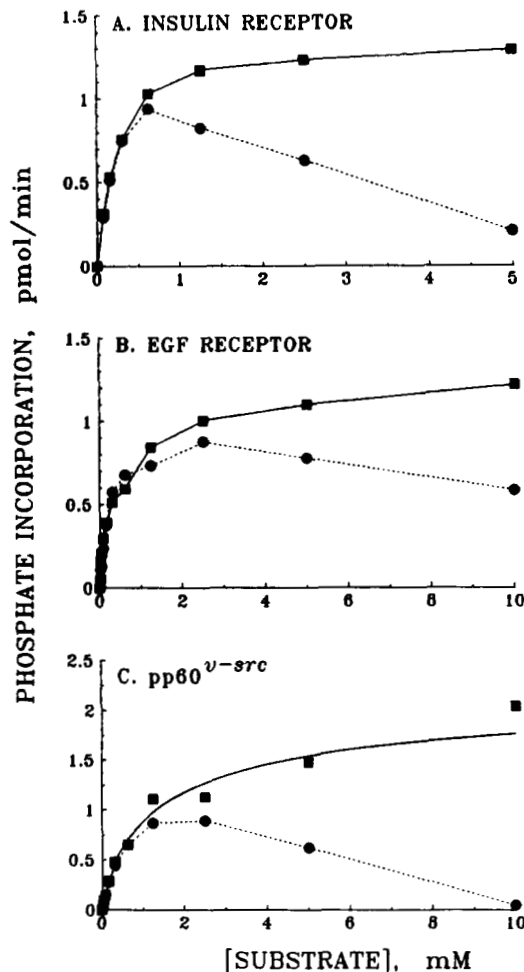 A. INSULIN RECEPTOR
1.5
1
0.5
0
0 1 2 3 4 5
B. EGF RECEPTOR
1.5
1
0.5
0
0 2 4 6 8 10
C. pp60 v-src
2.5
2
1.5
1
0.5
0
0 2 4 6 8 10
[SUBSTRATE], mM
PHOSPHATE INCORPORATION, pmol/min